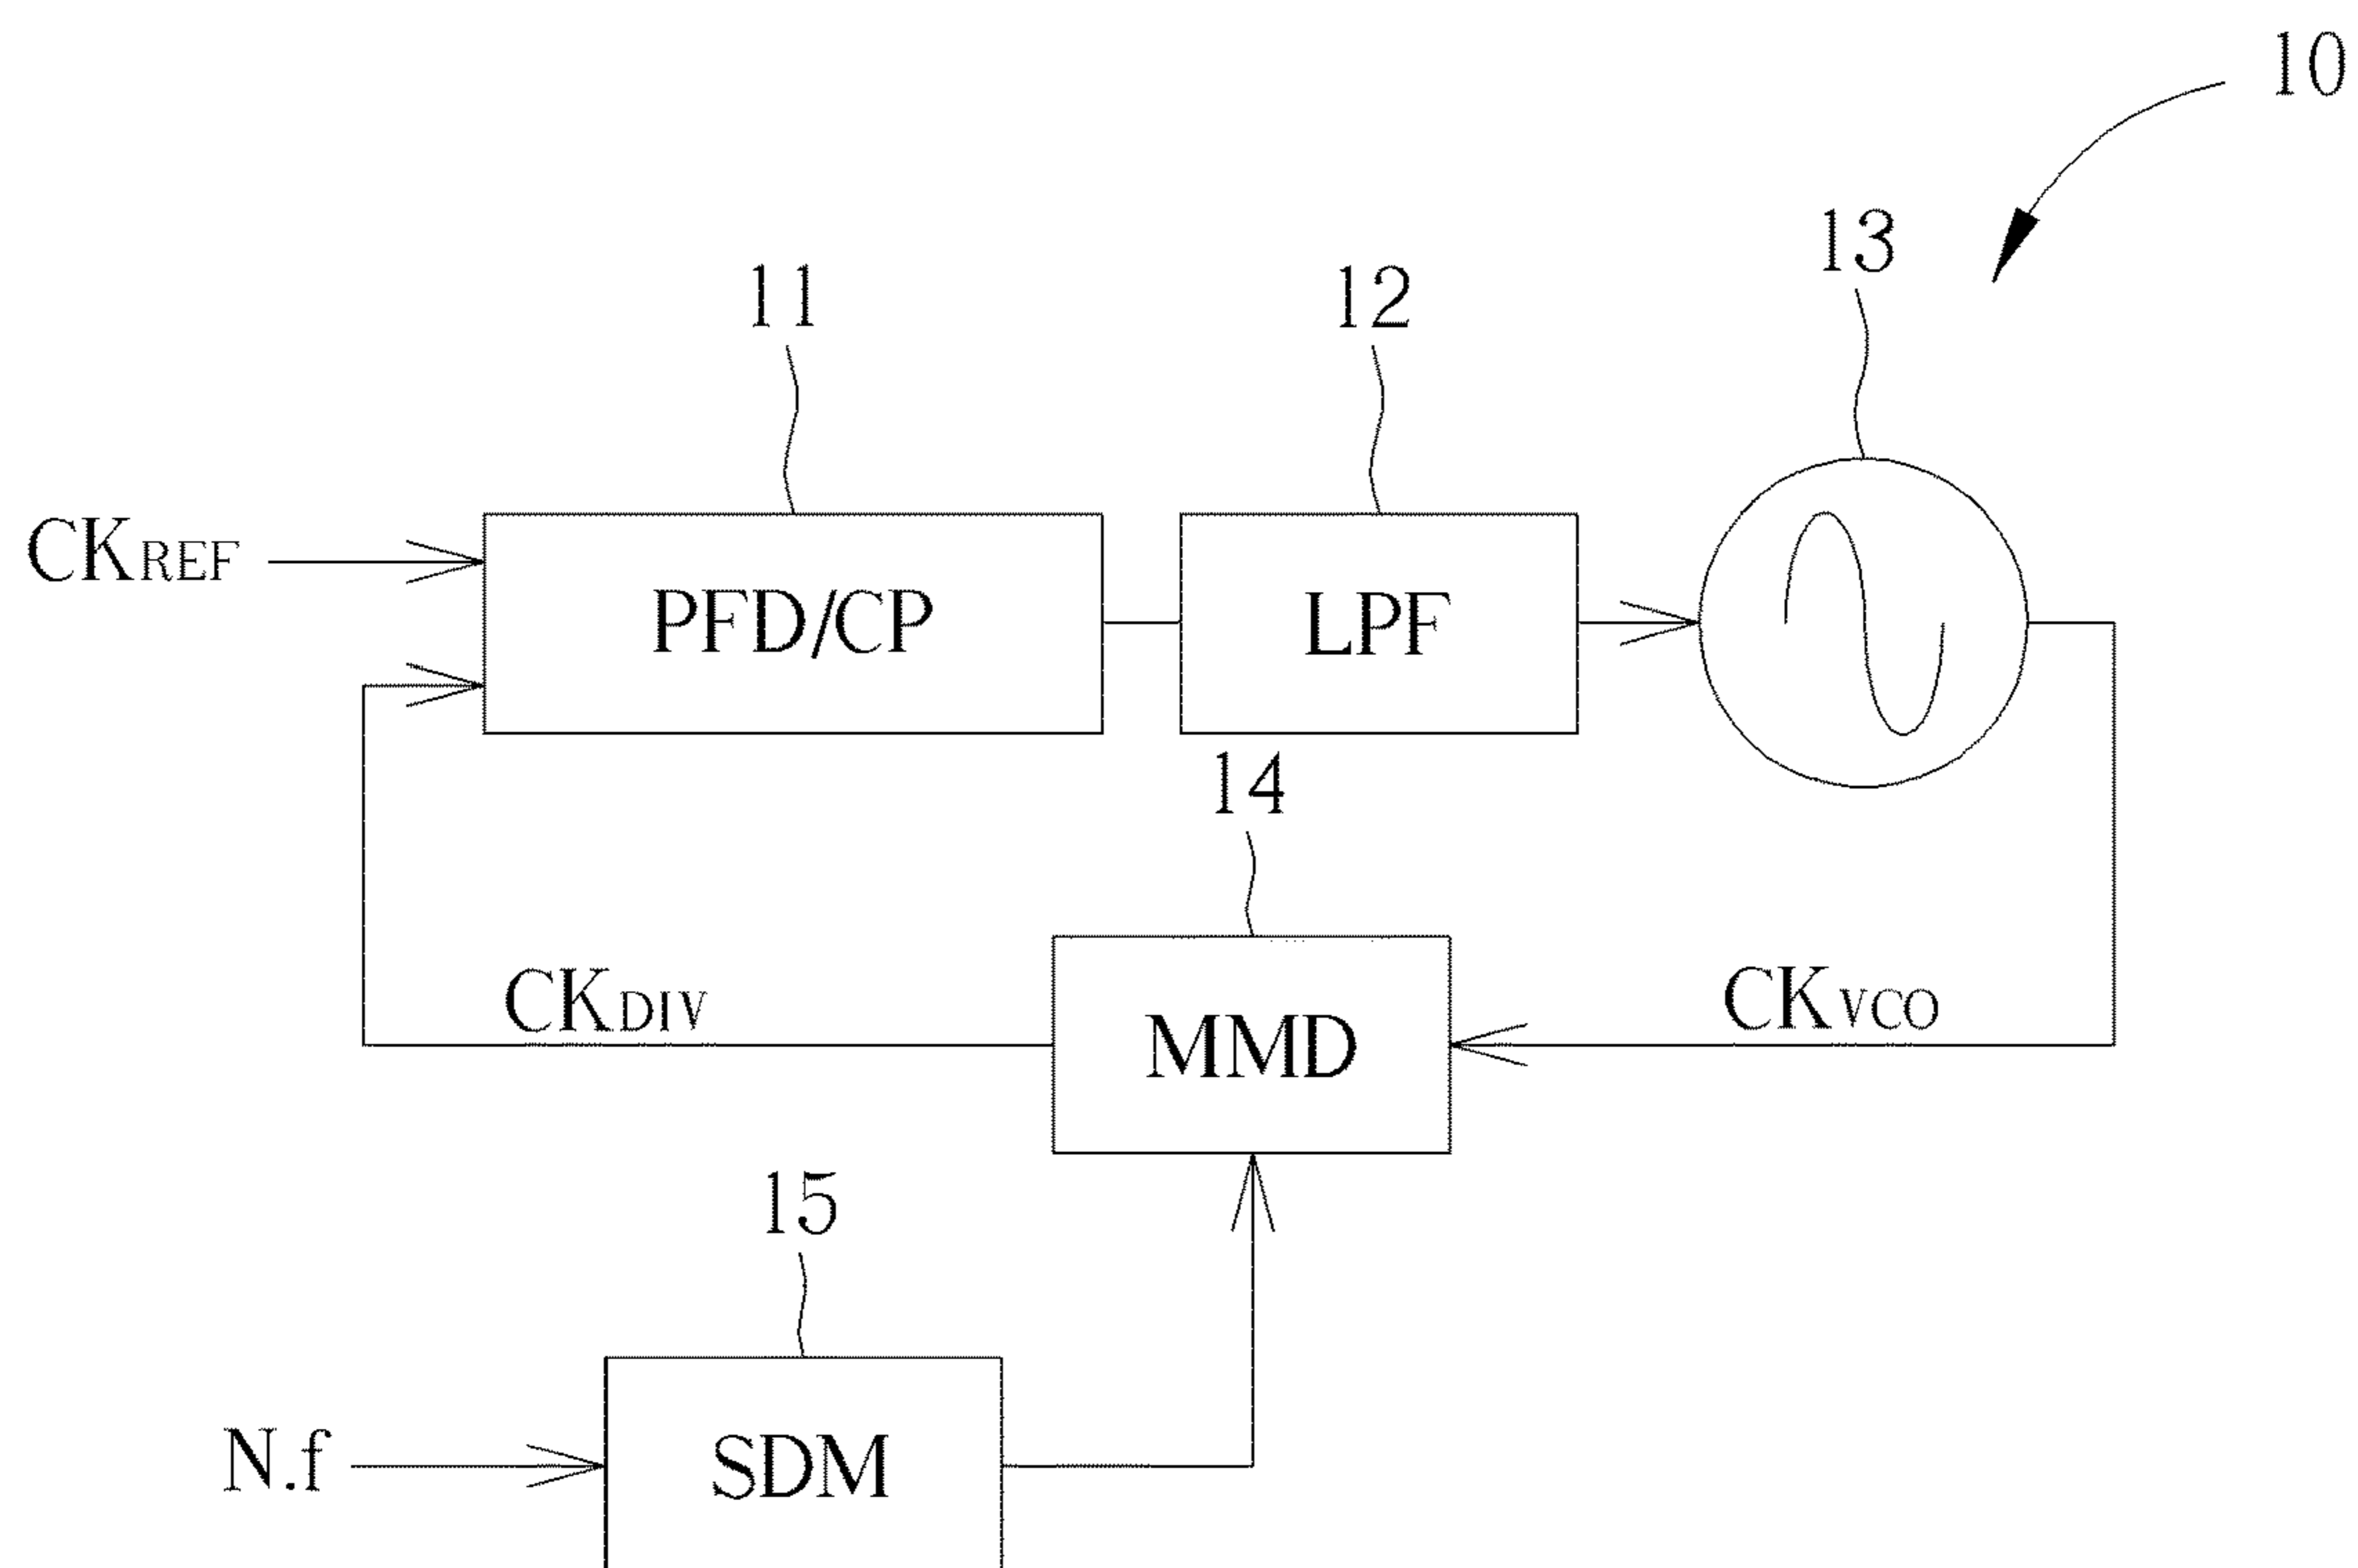 10
13
11
12
CKREF
PFD/CP
LPF
14
CKDIV
MMD
CKVCO
15
N.f
SDM